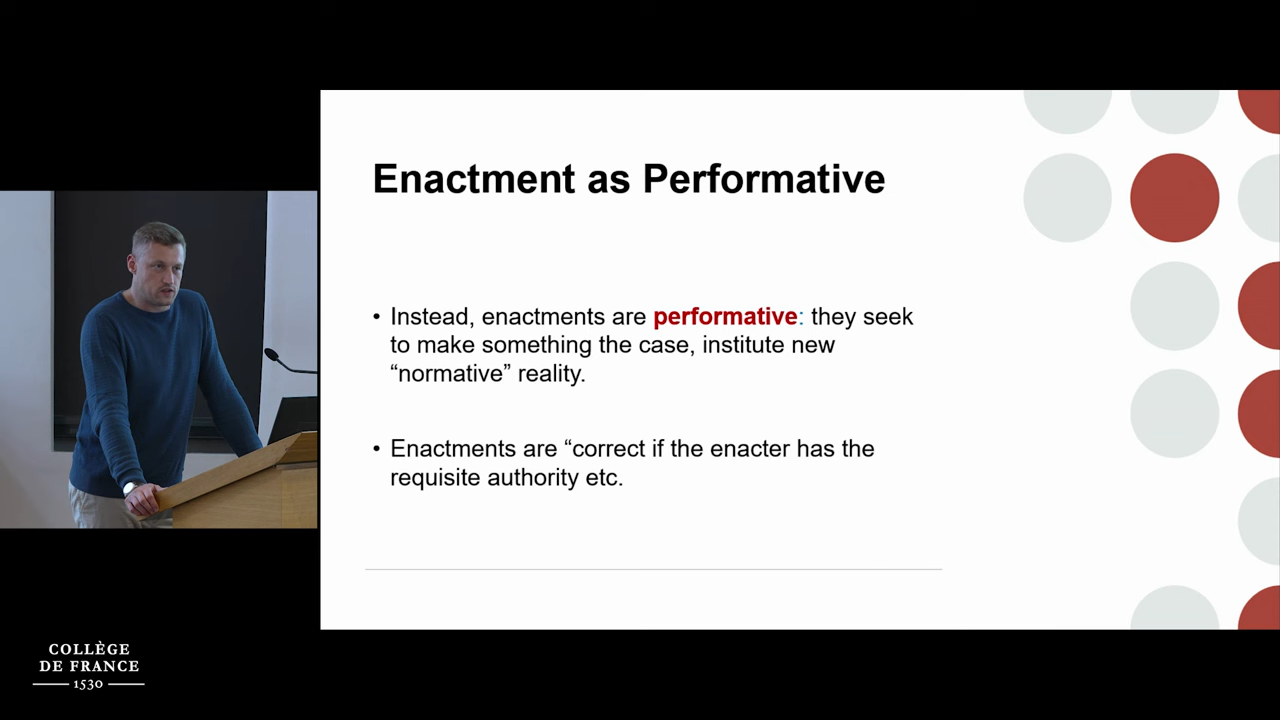 Enactment as Performative
• Instead, enactments are performative: they seek
to make something the case, institute new
“normative” reality.
• Enactments are “correct if the enacter has the
requisite authority etc.
COLLÈGE
DE FRANCE
1530